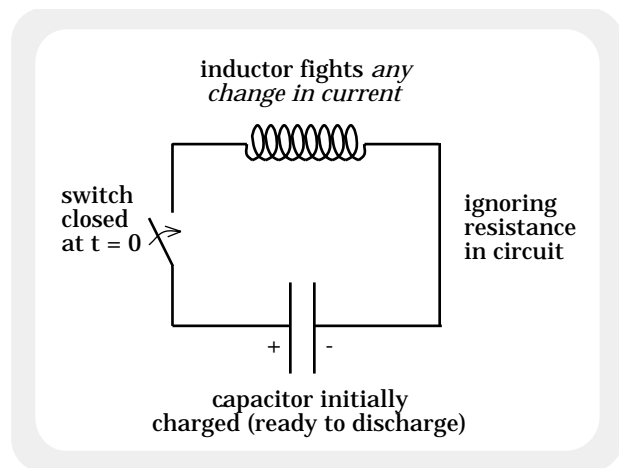 inductor fights any
change in current
switch
closed
at t = 0
ignoring
resistance
in circuit
+ -
capacitor initially
charged (ready to discharge)